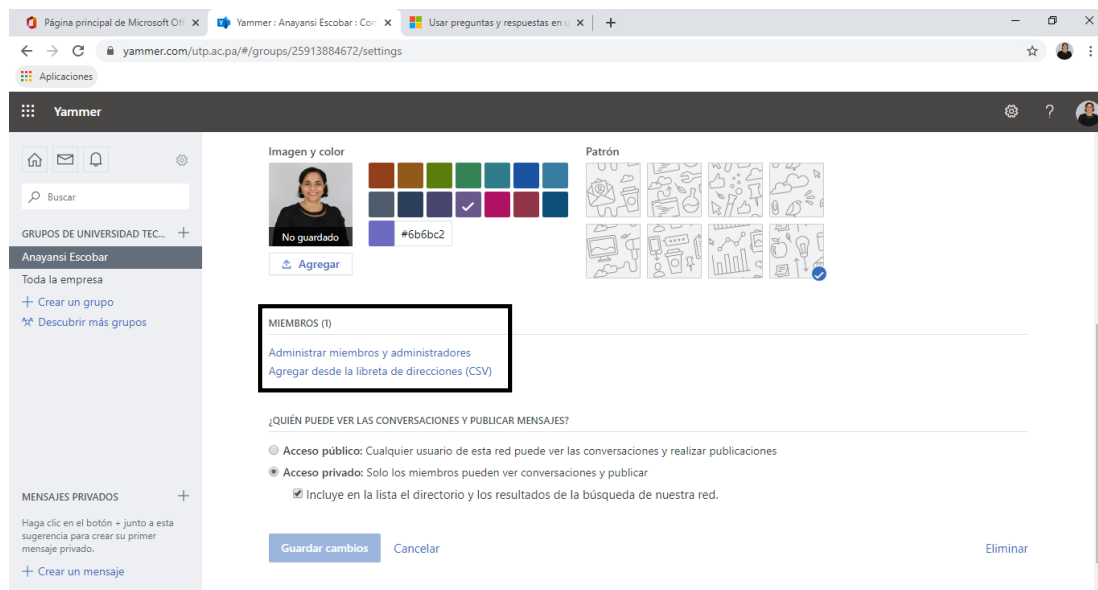 Página principal de Microsoft Off
Yammer : Anayansi Escobar : Con
Usar preguntas y respuestas en u
yammer.com/utp.ac.pa/#/groups/25913884672/settings
Aplicaciones
Yammer
?
Buscar
GRUPOS DE UNIVERSIDAD TEC...
Anayansi Escobar
Toda la empresa
Crear un grupo
Descubrir más grupos
MENSAJES PRIVADOS
Haga clic en el botón + junto a esta
sugerencia para crear su primer
mensaje privado.
Crear un mensaje
Imagen y color
No guardado
#6b6bc2
Agregar
Patrón
MIEMBROS (1)
Administrar miembros y administradores
Agregar desde la libreta de direcciones (CSV)
¿QUIÉN PUEDE VER LAS CONVERSACIONES Y PUBLICAR MENSAJES?
Acceso público: Cualquier usuario de esta red puede ver las conversaciones y realizar publicaciones
Acceso privado: Solo los miembros pueden ver conversaciones y publicar
Incluye en la lista el directorio y los resultados de la búsqueda de nuestra red.
Guardar cambios
Cancelar
Eliminar